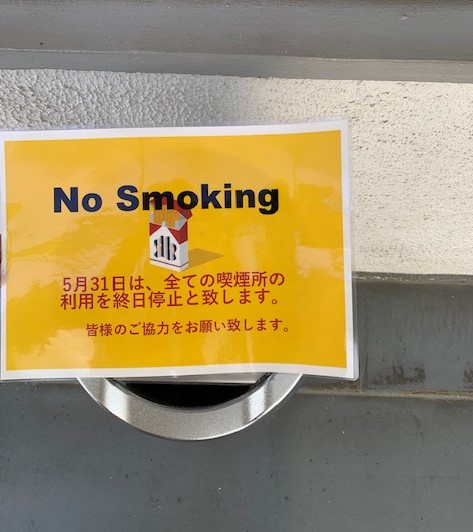 No Smoking
5月31日は、全ての喫煙所の
利用を終日停止と致します。
皆様のご協力をお願い致します。